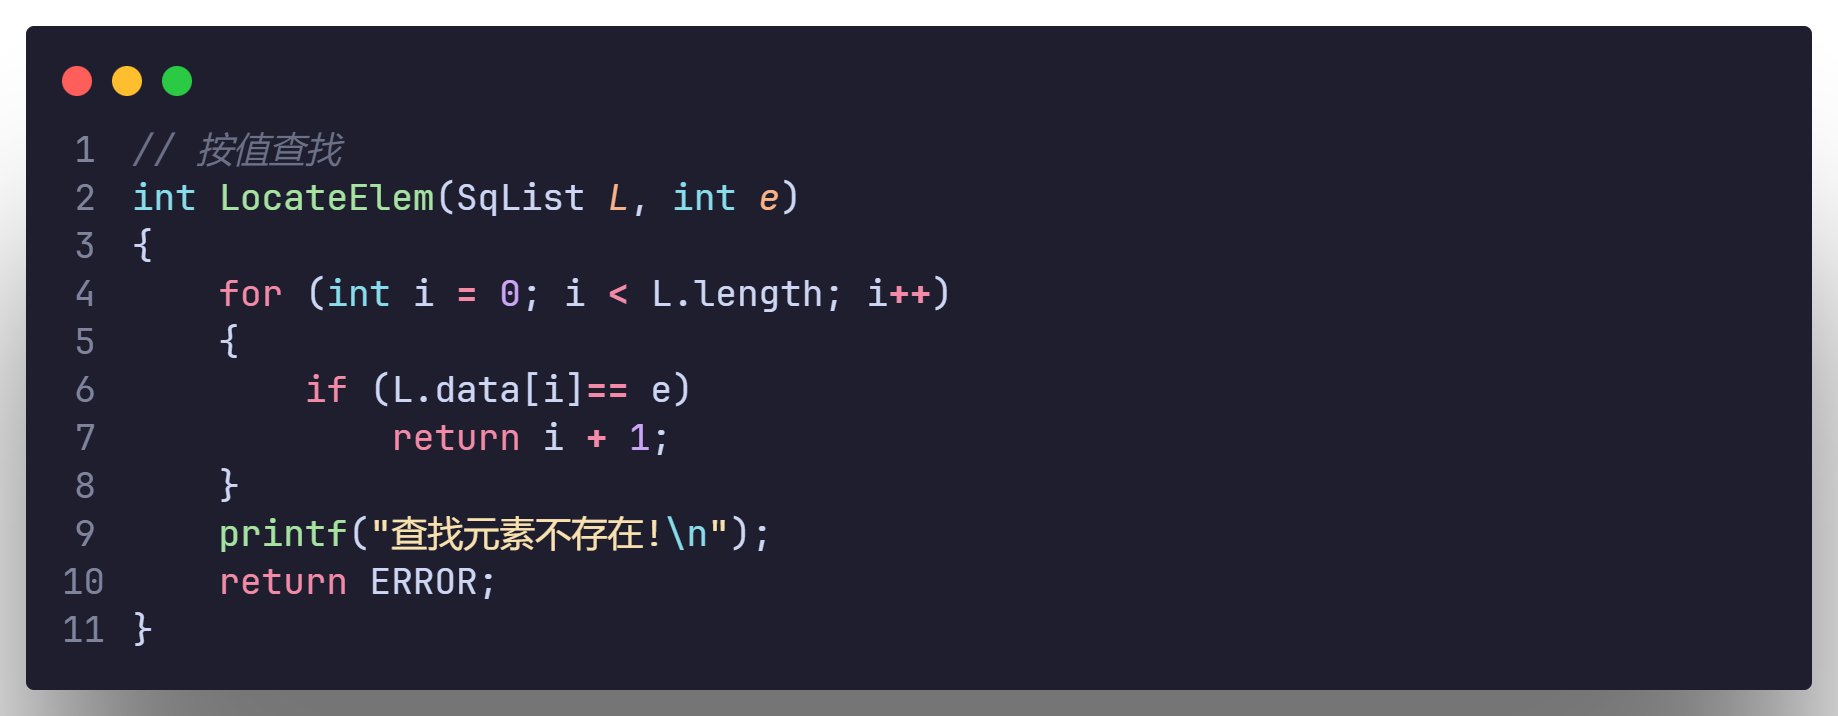 1 // 按值查找
2 int LocateElem(SqList L, int e)
3 {
4     for (int i = 0; i < L.length; i++)
5     {
6         if (L.data[i]== e)
7             return i + 1;
8     }
9     printf("查找元素不存在!\n");
10     return ERROR;
11 }